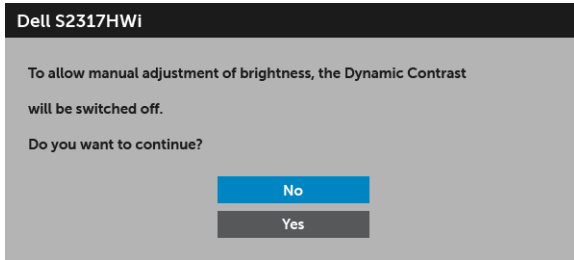 Dell S2317HWi
To allow manual adjustment of brightness, the Dynamic Contrast
will be switched off.
Do you want to continue?
No
Yes